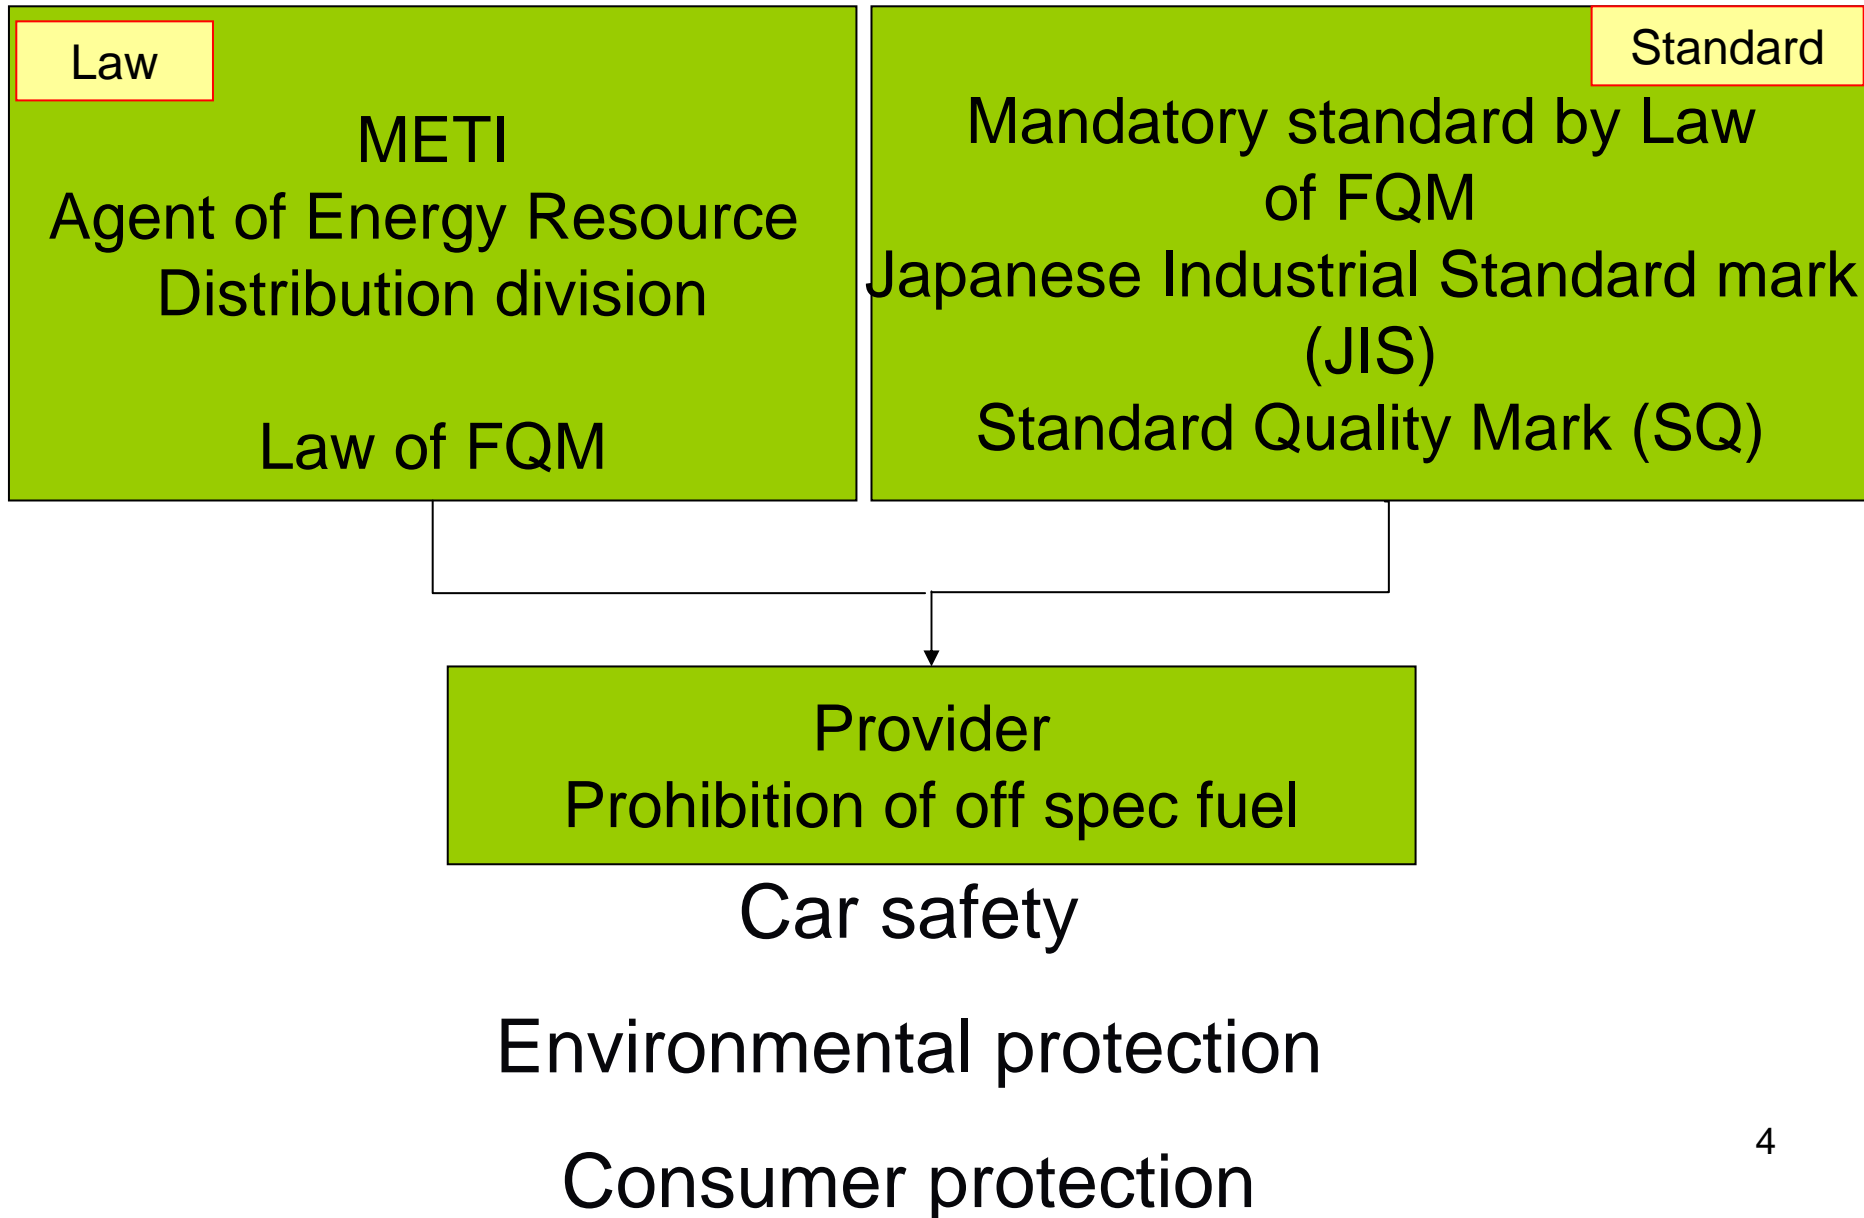 Law
METI
Agent of Energy Resource
Distribution division
Law of FQM
Standard
Mandatory standard by Law
of FQM
Japanese Industrial Standard mark
(JIS)
Standard Quality Mark (SQ)
Provider
Prohibition of off spec fuel
Car safety
Environmental protection
Consumer protection
4